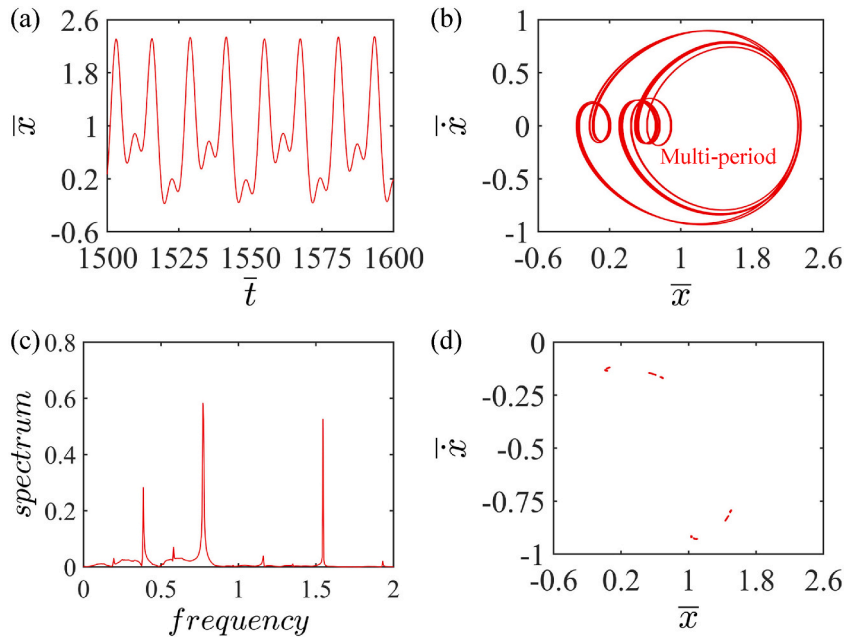 (a)
2.6
1.8
1
0.2
-0.6
x̅
1500 1525 1550 1575 1600
t̅
(b)
1
0.5
0
-0.5
-1
ẋ̅
Multi-period
-0.6 0.2 1 1.8 2.6
x̅
(c)
0.8
0.6
0.4
0.2
0
spectrum
0 0.5 1 1.5 2
frequency
(d)
0
-0.25
-0.5
-0.75
-1
ẋ̅
-0.6 0.2 1 1.8 2.6
x̅